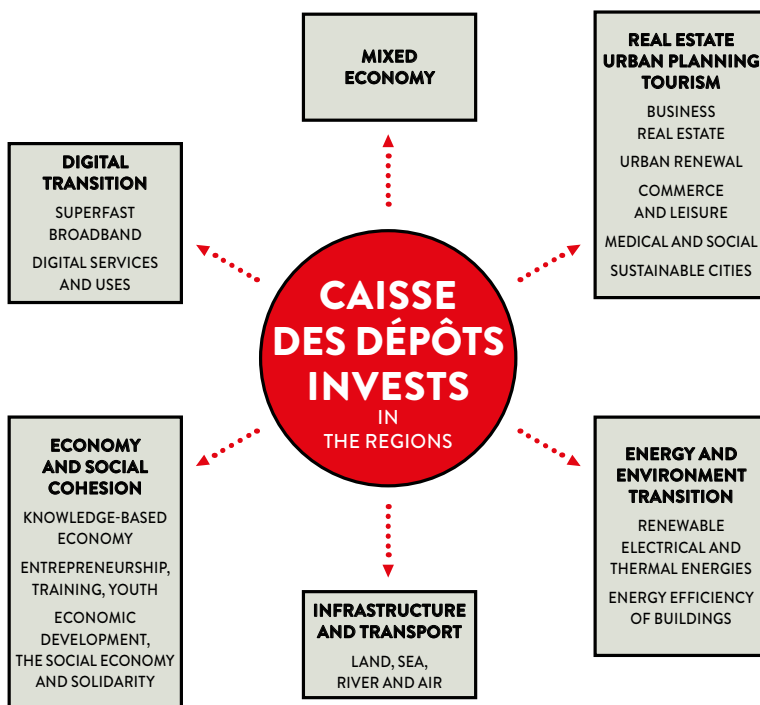 MIXED
ECONOMY
REAL ESTATE
URBAN PLANNING
TOURISM
BUSINESS
REAL ESTATE
URBAN RENEWAL
COMMERCE
AND LEISURE
MEDICAL AND SOCIAL
SUSTAINABLE CITIES
DIGITAL
TRANSITION
SUPERFAST
BROADBAND
DIGITAL SERVICES
AND USES
CAISSE
DES DÉPÔTS
INVESTS
IN
THE REGIONS
ECONOMY
AND SOCIAL
COHESION
KNOWLEDGE-BASED
ECONOMY
ENTREPRENEURSHIP,
TRAINING, YOUTH
ECONOMIC
DEVELOPMENT,
THE SOCIAL ECONOMY
AND SOLIDARITY
INFRASTRUCTURE
AND TRANSPORT
LAND, SEA,
RIVER AND AIR
ENERGY AND
ENVIRONMENT
TRANSITION
RENEWABLE
ELECTRICAL AND
THERMAL ENERGIES
ENERGY EFFICIENCY
OF BUILDINGS